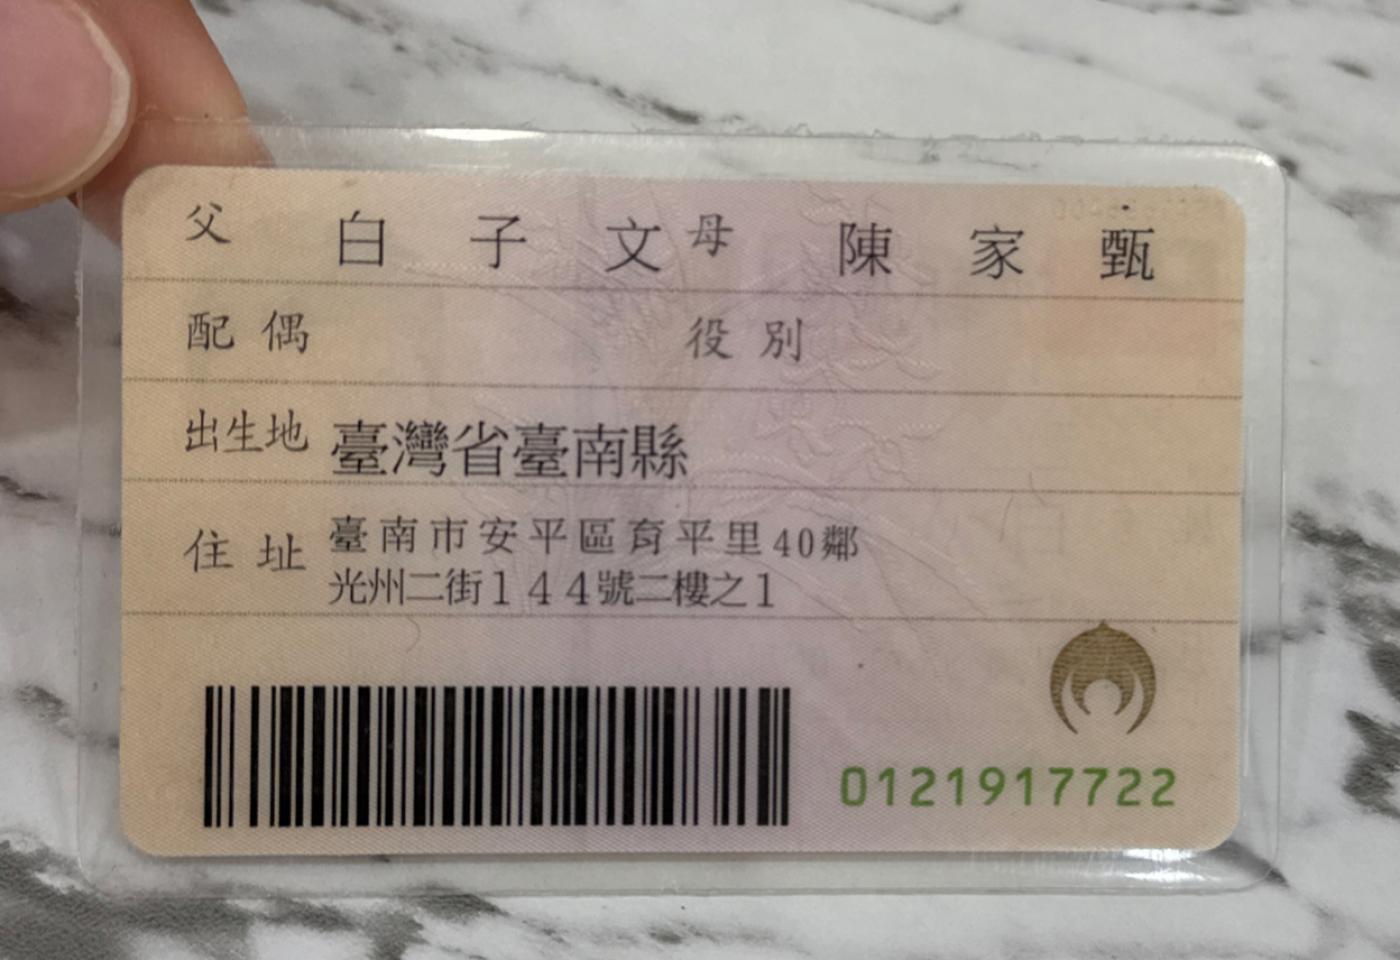 父 白子文 母 陳家甄
配偶 役別
出生地 臺灣省臺南縣
住址 臺南市安平區育平里40鄰
光州二街144號二樓之1
0121917722